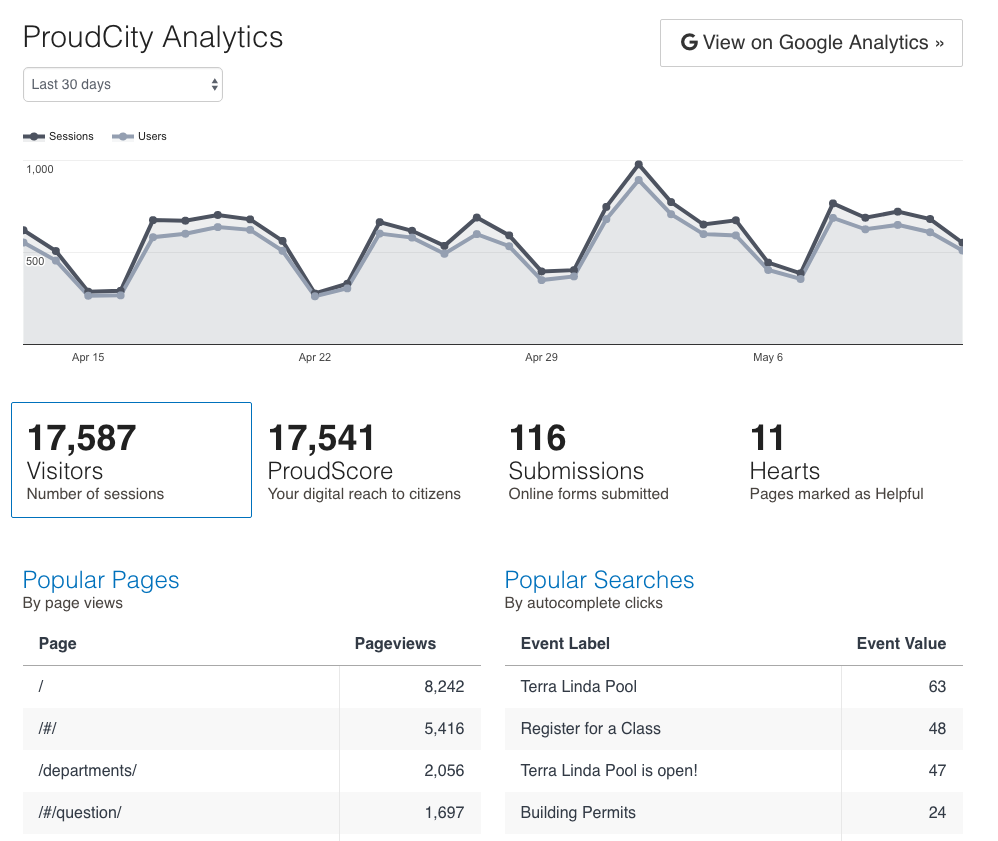 ProudCity Analytics
G View on Google Analytics »
Last 30 days
Sessions Users
1,000
500
Apr 15 Apr 22 Apr 29 May 6
17,587 17,541 116 11
Visitors ProudScore Submissions Hearts
Number of sessions Your digital reach to citizens Online forms submitted Pages marked as Helpful
Popular Pages
By page views
Page Pageviews
/ 8,242
/#/ 5,416
/departments/ 2,056
/#/question/ 1,697
Popular Searches
By autocomplete clicks
Event Label Event Value
Terra Linda Pool 63
Register for a Class 48
Terra Linda Pool is open! 47
Building Permits 24